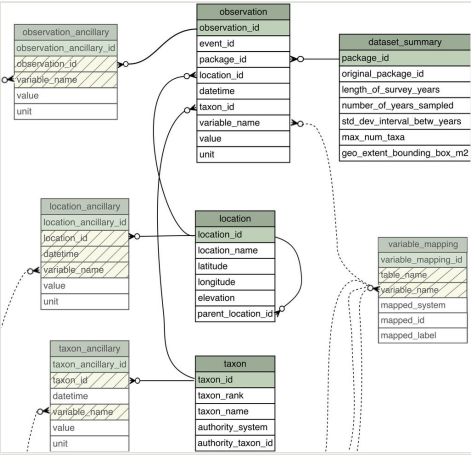 observation
observation_id
event_id
package_id
location_id
datetime
taxon_id
variable_name
value
unit
observation_ancillary
observation_ancillary_id
observation_id
variable_name
value
unit
dataset_summary
package_id
original_package_id
length_of_survey_years
number_of_years_sampled
std_dev_interval_betw_years
max_num_taxa
geo_extent_bounding_box_m2
location_ancillary
location_ancillary_id
location_id
datetime
variable_name
value
unit
location
location_id
location_name
latitude
longitude
elevation
parent_location_id
variable_mapping
variable_mapping_id
table_name
variable_name
mapped_system
mapped_id
mapped_label
taxon_ancillary
taxon_ancillary_id
taxon_id
datetime
variable_name
value
unit
taxon
taxon_id
taxon_rank
taxon_name
authority_system
authority_taxon_id